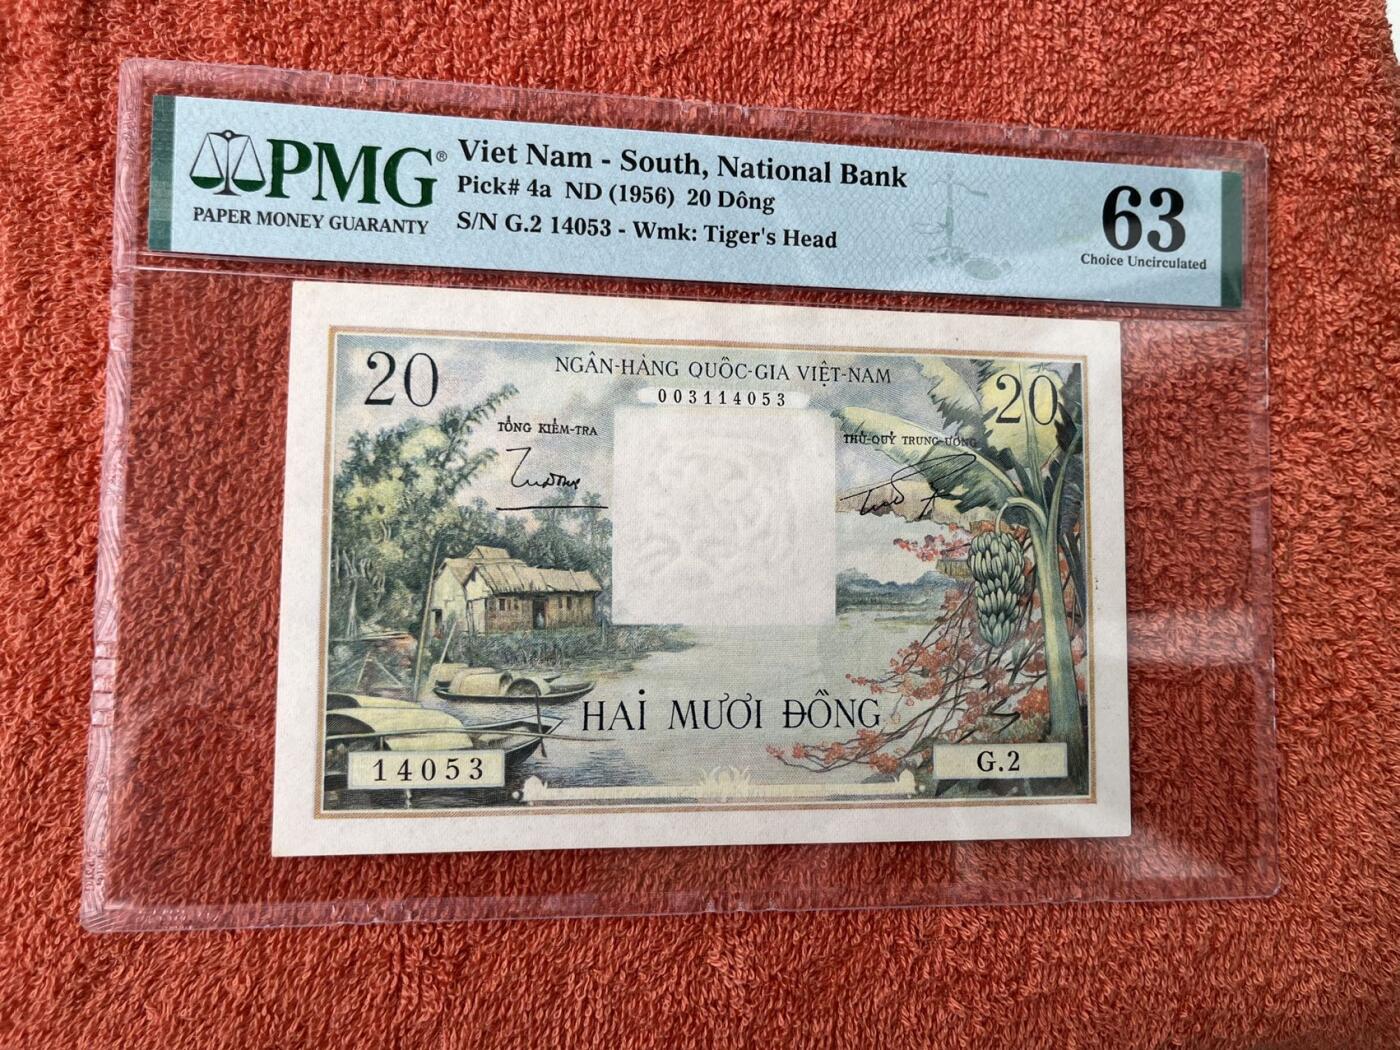 PMG®
PAPER MONEY GUARANTY
Viet Nam - South, National Bank
Pick# 4a ND (1956) 20 Dông
S/N G.2 14053 - Wmk: Tiger's Head
63
Choice Uncirculated
20
NGÂN-HÀNG QUỐC-GIA VIỆT-NAM
20
003114053
TỔNG KIỂM-TRA
THỦ-QUỸ TRUNG-ƯƠNG
HAI MƯƠI ĐỒNG
14053
G.2